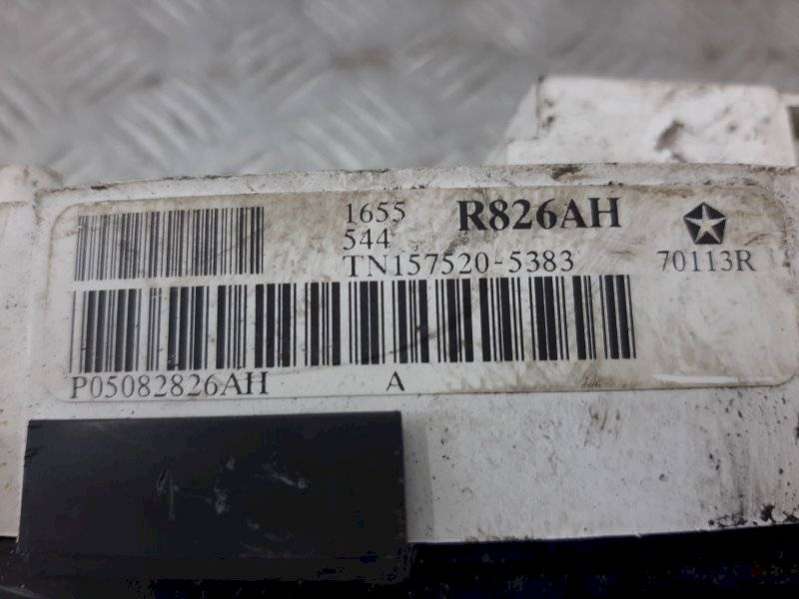 1655 R826AH
544
TN157520-5383 70113R
P05082826AH A